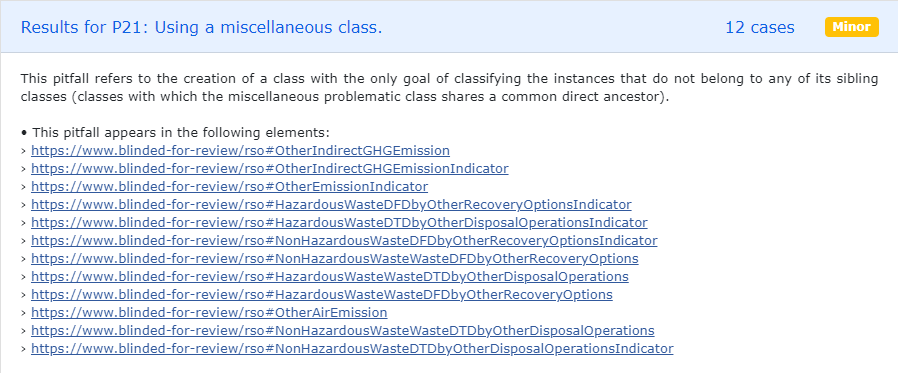 Results for P21: Using a miscellaneous class. 12 cases Minor
This pitfall refers to the creation of a class with the only goal of classifying the instances that do not belong to any of its sibling
classes (classes with which the miscellaneous problematic class shares a common direct ancestor).
• This pitfall appears in the following elements:
› https://www.blinded-for-review/rso#OtherIndirectGHGEmission
› https://www.blinded-for-review/rso#OtherIndirectGHGEmissionIndicator
› https://www.blinded-for-review/rso#OtherEmissionIndicator
› https://www.blinded-for-review/rso#HazardousWasteDFDbyOtherRecoveryOptionsIndicator
› https://www.blinded-for-review/rso#HazardousWasteDTDbyOtherDisposalOperationsIndicator
› https://www.blinded-for-review/rso#NonHazardousWasteDFDbyOtherRecoveryOptionsIndicator
› https://www.blinded-for-review/rso#NonHazardousWasteWasteDFDbyOtherRecoveryOptions
› https://www.blinded-for-review/rso#HazardousWasteWasteDTDbyOtherDisposalOperations
› https://www.blinded-for-review/rso#HazardousWasteWasteDFDbyOtherRecoveryOptions
› https://www.blinded-for-review/rso#OtherAirEmission
› https://www.blinded-for-review/rso#NonHazardousWasteWasteDTDbyOtherDisposalOperations
› https://www.blinded-for-review/rso#NonHazardousWasteDTDbyOtherDisposalOperationsIndicator